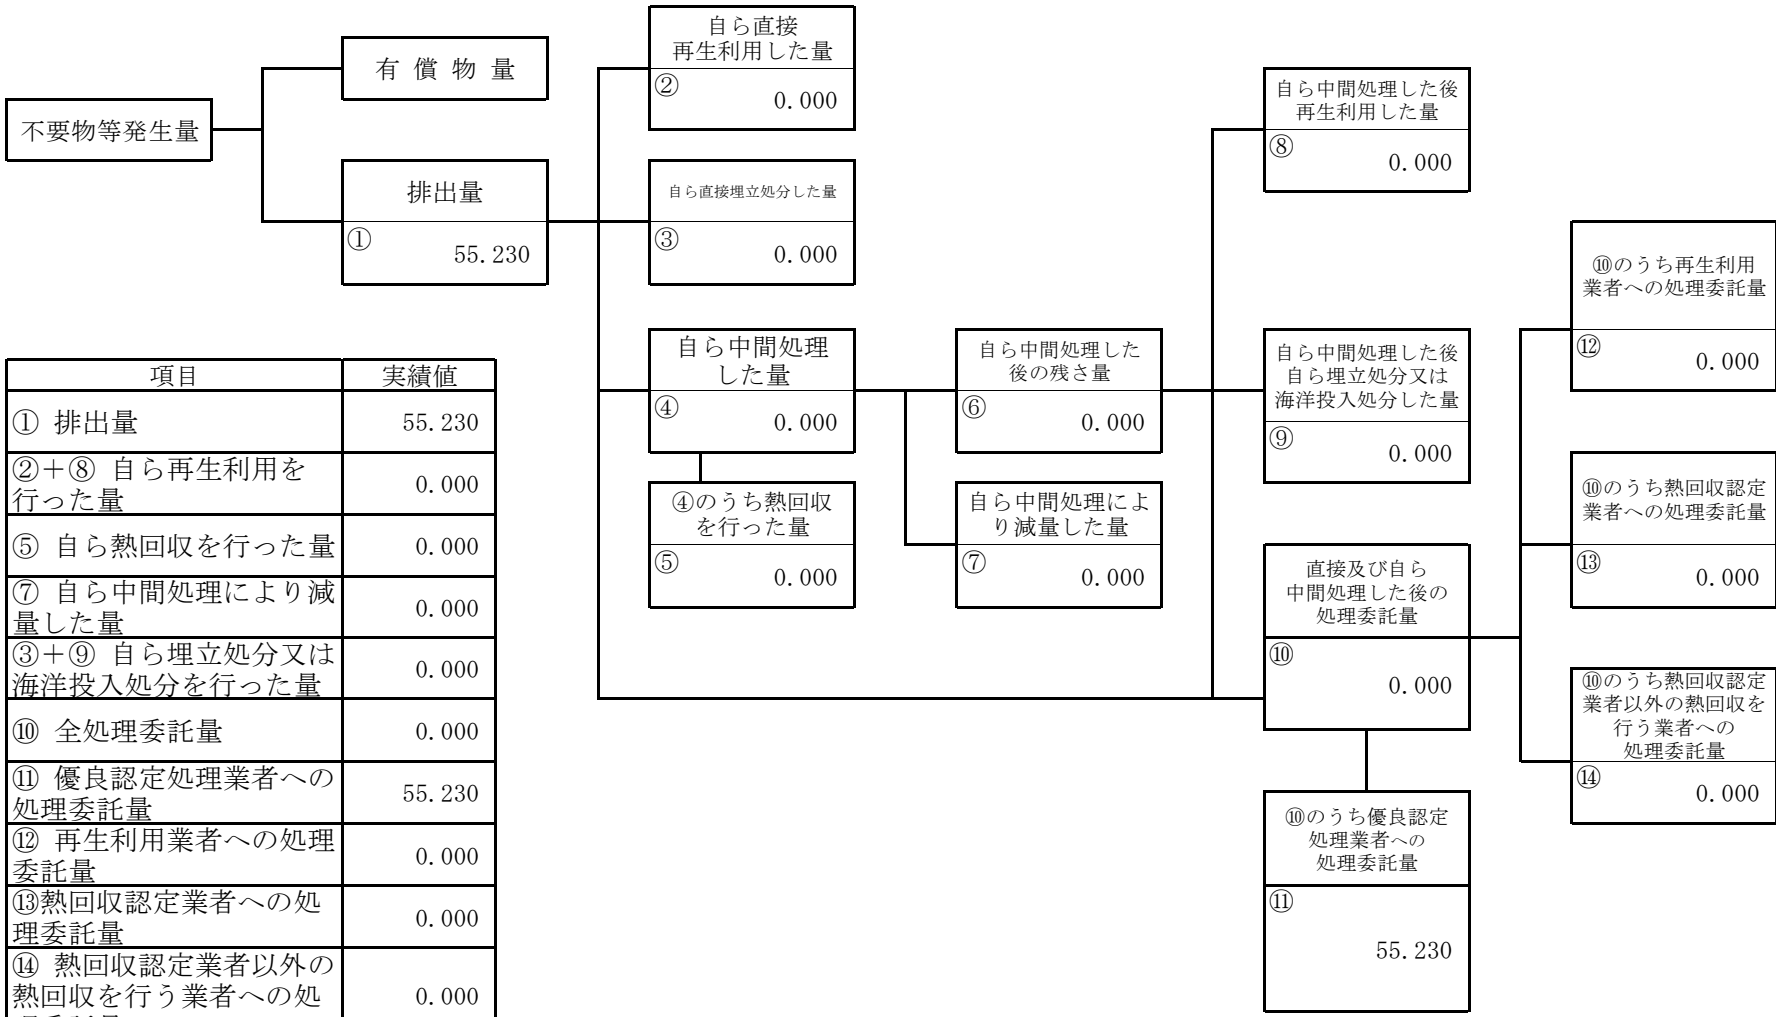 不要物等発生量
有 償 物 量
排出量
①
55.230
自ら直接
再生利用した量
②
0.000
自ら直接埋立処分した量
③
0.000
自ら中間処理
した量
④
0.000
④のうち熱回収
を行った量
⑤
0.000
自ら中間処理した
後の残さ量
⑥
0.000
自ら中間処理によ
り減量した量
⑦
0.000
自ら中間処理した後
再生利用した量
⑧
0.000
自ら中間処理した後
自ら埋立処分又は
海洋投入処分した量
⑨
0.000
直接及び自ら
中間処理した後の
処理委託量
⑩
0.000
⑩のうち優良認定
処理業者への
処理委託量
⑪
55.230
⑩のうち再生利用
業者への処理委託量
⑫
0.000
⑩のうち熱回収認定
業者への処理委託量
⑬
0.000
⑩のうち熱回収認定
業者以外の熱回収を
行う業者への
処理委託量
⑭
0.000
項目 実績値
① 排出量 55.230
②＋⑧ 自ら再生利用を
行った量 0.000
⑤ 自ら熱回収を行った量 0.000
⑦ 自ら中間処理により減
量した量 0.000
③＋⑨ 自ら埋立処分又は
海洋投入処分を行った量 0.000
⑩ 全処理委託量 0.000
⑪ 優良認定処理業者への
処理委託量 55.230
⑫ 再生利用業者への処理
委託量 0.000
⑬熱回収認定業者への処
理委託量 0.000
⑭ 熱回収認定業者以外の
熱回収を行う業者への処 0.000